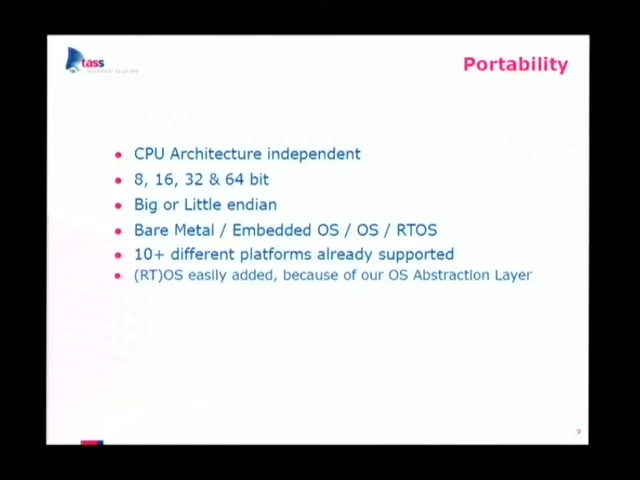 tass
Portability
• CPU Architecture independent
• 8, 16, 32 & 64 bit
• Big or Little endian
• Bare Metal / Embedded OS / OS / RTOS
• 10+ different platforms already supported
• (RT)OS easily added, because of our OS Abstraction Layer
9